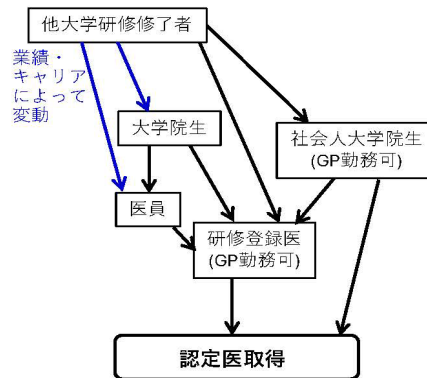 他大学研修修了者
業績・
キャリア
によって
変動
大学院生
社会人大学院生
(GP勤務可)
医員
研修登録医
(GP勤務可)
認定医取得